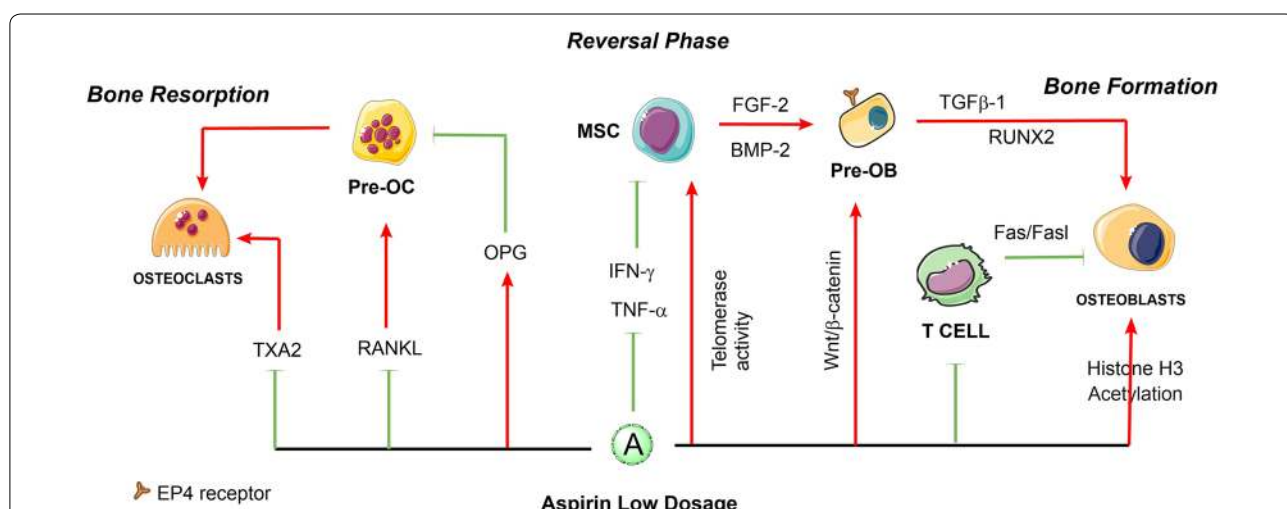 Reversal Phase
Bone Resorption
Bone Formation
FGF-2
TGFβ-1
MSC
BMP-2
RUNX2
Pre-OC
Pre-OB
Fas/Fasl
OPG
IFN-γ
OSTEOCLASTS
TNF-α
OSTEOBLASTS
T CELL
TXA2
RANKL
Telomerase
activity
Wnt/β-catenin
Histone H3
Acetylation
A
EP4 receptor
Aspirin Low Dosage